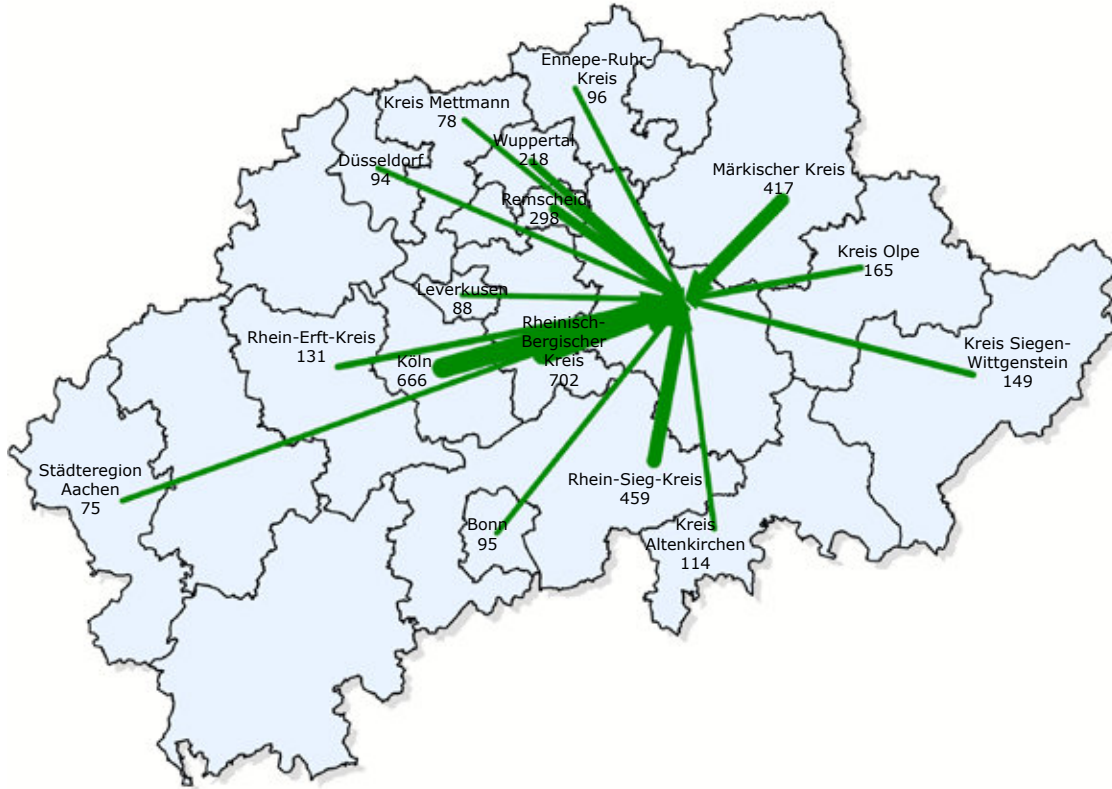 Ennepe-Ruhr-
Kreis
96
Kreis Mettmann
78
Wuppertal
218
Düsseldorf
94
Märkischer Kreis
417
Remscheid
298
Kreis Olpe
165
Leverkusen
88
Rheinisch-
Bergischer
Kreis
702
Rhein-Erft-Kreis
131
Köln
666
Kreis Siegen-
Wittgenstein
149
Städteregion
Aachen
75
Rhein-Sieg-Kreis
459
Bonn
95
Kreis
Altenkirchen
114